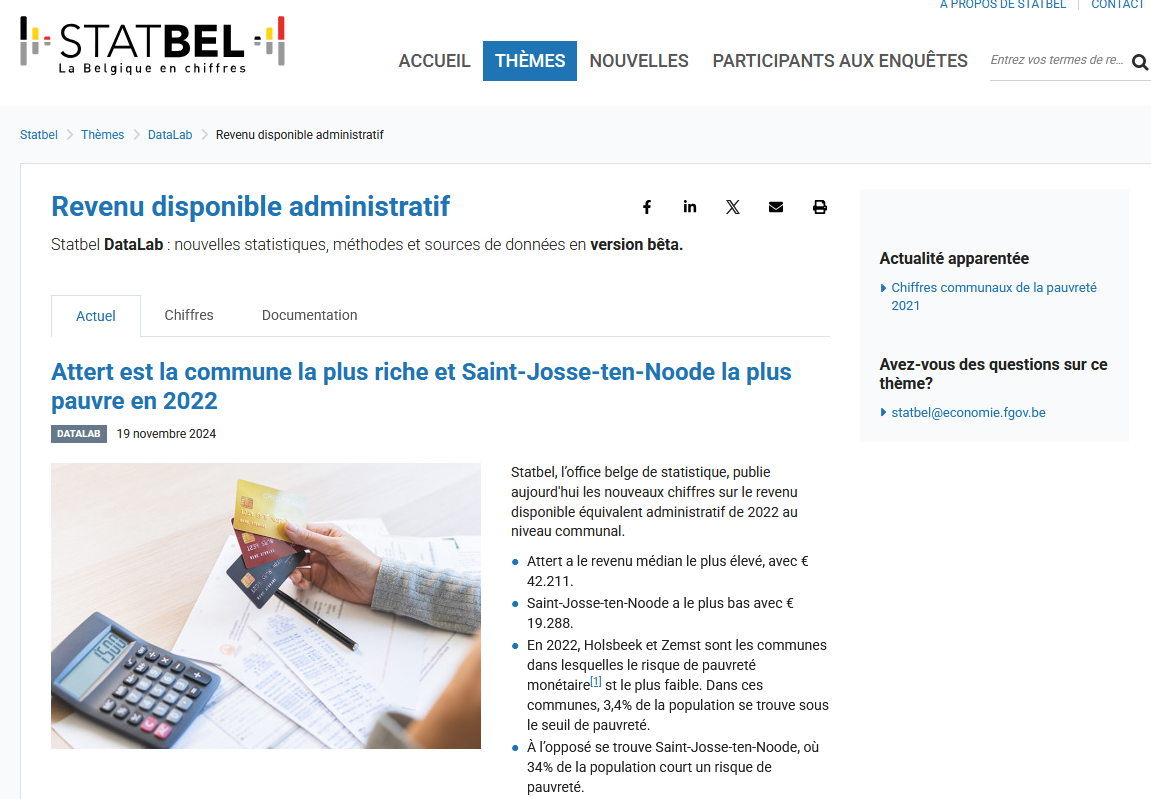 A PROPOS DE STATBEL
CONTACT
STATBEL
La Belgique en chiffres
ACCUEIL
THÈMES
NOUVELLES
PARTICIPANTS AUX ENQUÊTES
Entrez vos termes de re...
Statbel
Thèmes
DataLab
Revenu disponible administratif
Revenu disponible administratif
Statbel DataLab : nouvelles statistiques, méthodes et sources de données en version bêta.
Actuel
Chiffres
Documentation
Attert est la commune la plus riche et Saint-Josse-ten-Noode la plus
pauvre en 2022
DATALAB
19 novembre 2024
1500
Statbel, l’office belge de statistique, publie
aujourd'hui les nouveaux chiffres sur le revenu
disponible équivalent administratif de 2022 au
niveau communal.
Attert a le revenu médian le plus élevé, avec €
42.211.
Saint-Josse-ten-Noode a le plus bas avec €
19.288.
En 2022, Holsbeek et Zemst sont les communes
dans lesquelles le risque de pauvreté
monétaire[1] st le plus faible. Dans ces
communes, 3,4% de la population se trouve sous
le seuil de pauvreté.
À l’opposé se trouve Saint-Josse-ten-Noode, où
34% de la population court un risque de
pauvreté.
Actualité apparentée
Chiffres communaux de la pauvreté
2021
Avez-vous des questions sur ce
thème?
statbel@economie.fgov.be